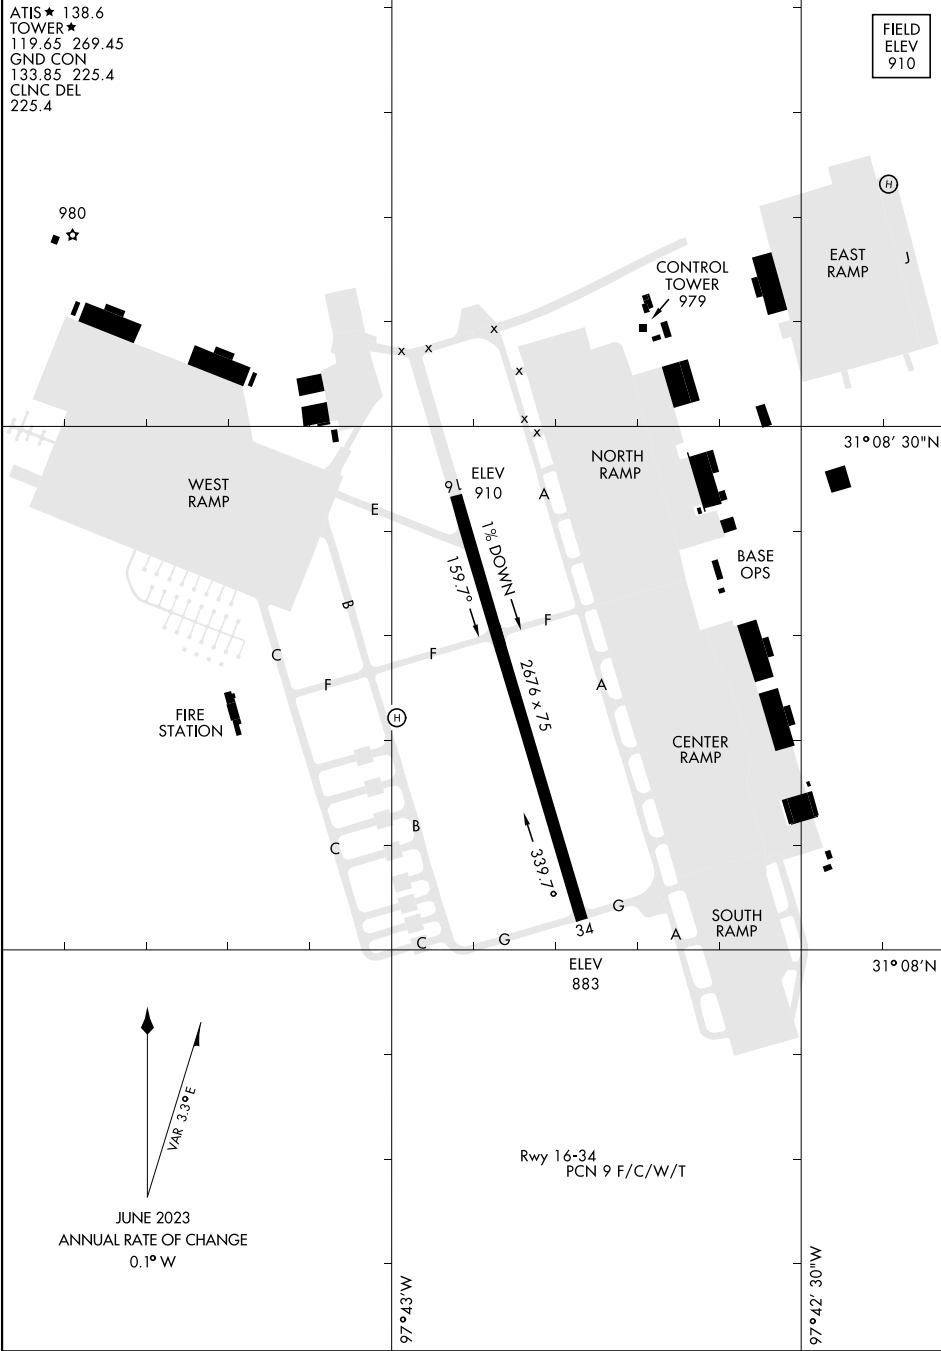 ATIS★ 138.6
TOWER★
119.65 269.45
GND CON
133.85 225.4
CLNC DEL
225.4
FIELD
ELEV
910
H
980
EAST
RAMP
J
CONTROL
TOWER
979
x
x
x
x
x
x
31°08' 30"N
NORTH
RAMP
WEST
RAMP
ELEV
910
16
A
E
1% DOWN
159.7°
BASE
OPS
B
F
F
C
F
2676 x 75
A
FIRE
STATION
H
CENTER
RAMP
B
C
339.7°
G
SOUTH
RAMP
34
A
G
C
ELEV
883
31°08'N
VAR 3.3° E
Rwy 16-34
PCN 9 F/C/W/T
JUNE 2023
ANNUAL RATE OF CHANGE
0.1° W
97°43'W
97°42' 30"W